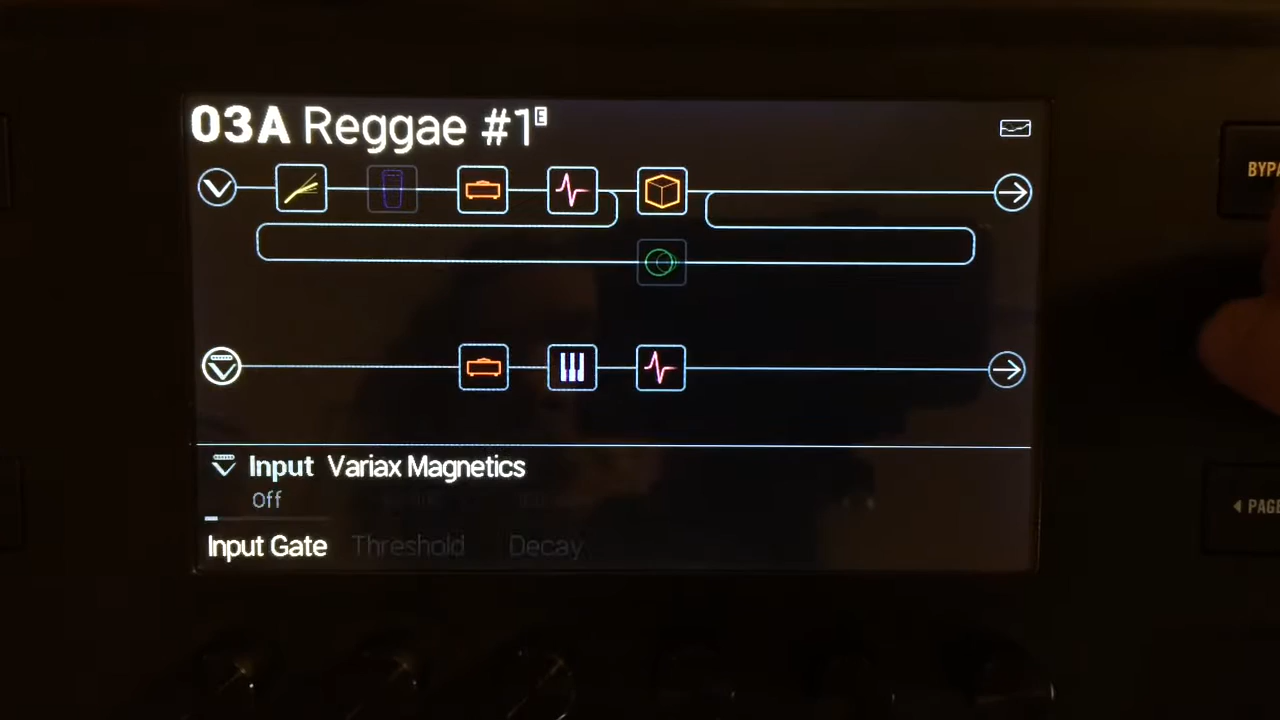 03A Reggae #1 E
BYPA
Input Variax Magnetics
Off
PAGE
Input Gate Threshold Decay